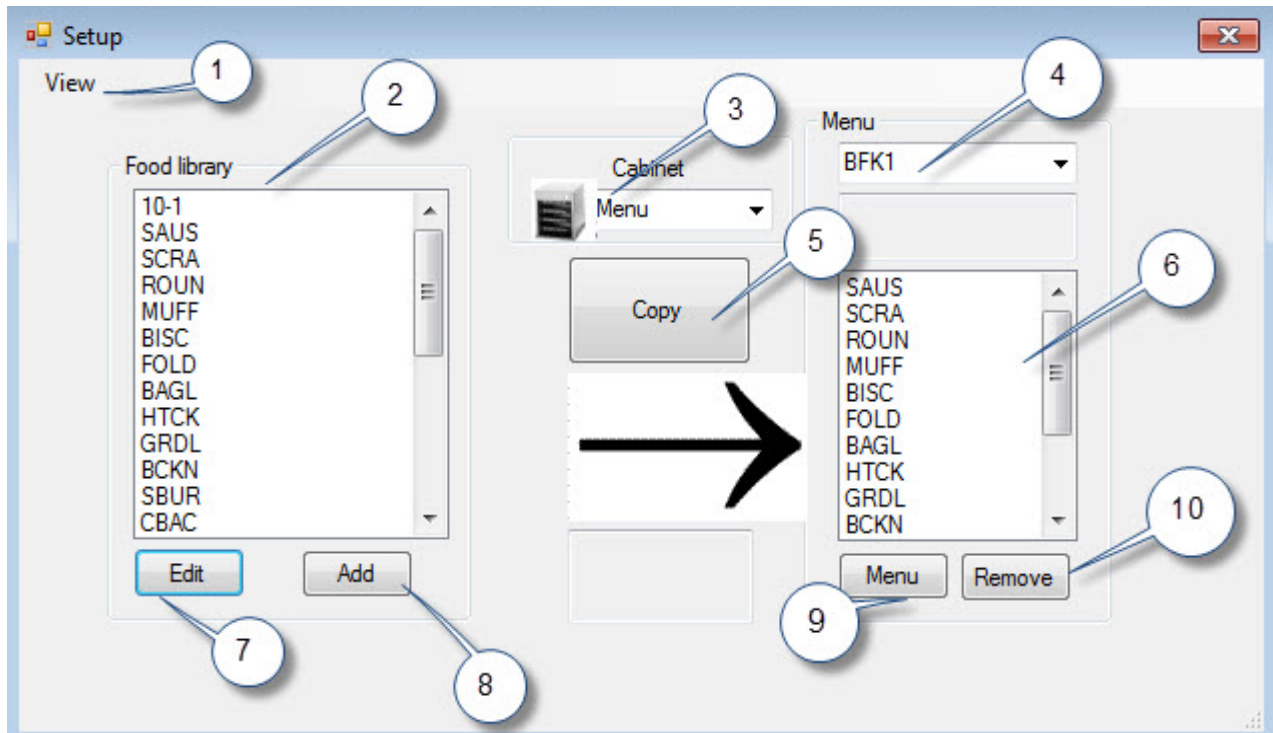 Setup
View
1
2
3
4
Food library
10-1
SAUS
SCRA
ROUN
MUFF
BISC
FOLD
BAGL
HTCK
GRDL
BCKN
SBUR
CBAC
Edit
Add
7
8
Cabinet
Menu
5
Copy
Menu
BFK1
6
SAUS
SCRA
ROUN
MUFF
BISC
FOLD
BAGL
HTCK
GRDL
BCKN
Menu
Remove
9
10